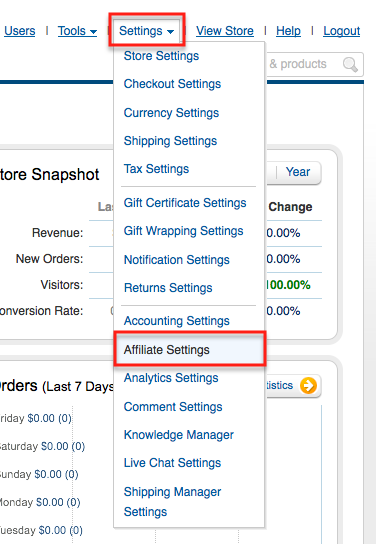 Users Tools Settings View Store Help Logout
Store Settings
& products
Checkout Settings
Currency Settings
Shipping Settings
Tax Settings
tore Snapshot Year
Gift Certificate Settings
Las Change
Gift Wrapping Settings
Revenue: 0.00%
Notification Settings
New Orders: 0.00%
Returns Settings
Visitors: 100.00%
Accounting Settings
onversion Rate: 0 0.00%
Affiliate Settings
Analytics Settings
rders (Last 7 Days tistics
Comment Settings
riday $0.00 (0)
Knowledge Manager
aturday $0.00 (0)
Live Chat Settings
unday $0.00 (0)
Shipping Manager
Settings
Monday $0.00 (0)
uesday $0.00 (0)